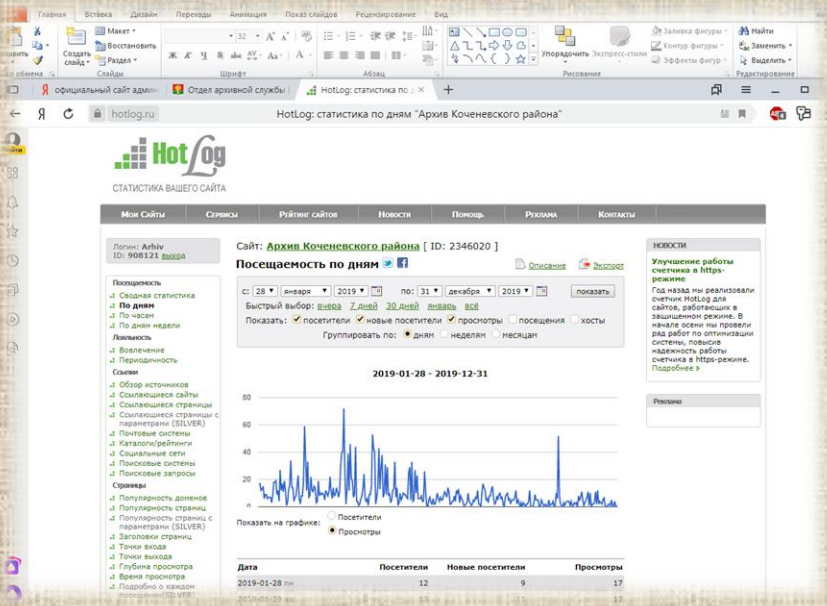 Главная Вставка Дизайн Переходы Анимация Показ слайдов Рецензирование Вид
Макет
Восстановить
Раздел
Создать
слайд
Слайды
Шрифт
Абзац
Упорядочить
Экспресс-стили
Заливка фигуры
Контур фигуры
Эффекты фигур
Рисование
Найти
Заменить
Выделить
Редактирование
официальный сайт админ
Отдел архивной службы
HotLog: статистика по д
hotlog.ru
HotLog: статистика по дням "Архив Коченевского района"
HotLog
СТАТИСТИКА ВАШЕГО САЙТА
Мои Сайты Сервисы Рейтинг сайтов Новости Помощь Реклама Контакты
Логин: Arhiv
ID: 908121 выход
Посещаемость
Сводная статистика
По дням
По часам
По дням недели
Лояльность
Вовлечение
Периодичность
Ссылки
Обзор источников
Ссылающиеся сайты
Ссылающиеся страницы
Ссылающиеся страницы с
параметрами (SILVER)
Почтовые системы
Каталоги/рейтинги
Социальные сети
Поисковые системы
Поисковые запросы
Страницы
Популярность доменов
Популярность страниц
Популярность страниц с
параметрами (SILVER)
Заголовки страниц
Точки входа
Точки выхода
Глубина просмотра
Время просмотра
Подробно о каждом
посещении(SILVER)
Сайт: Архив Коченевского района [ ID: 2346020 ]
Посещаемость по дням
Описание
Экспорт
с: 28 января 2019 по: 31 декабря 2019 показать
Быстрый выбор: вчера 7 дней 30 дней январь всё
Показать: посетители новые посетители просмотры посещения хосты
Группировать по: дням неделям месяцам
2019-01-28 - 2019-12-31
80
60
40
20
0
Показать на графике:
Посетители
Просмотры
Дата Посетители Новые посетители Просмотры
2019-01-28 пн 12 9 17
НОВОСТИ
Улучшение работы
счетчика в https-
режиме
Год назад мы реализовали
счетчик HotLog для
сайтов, работающих в
защищенном режиме. В
начале осени мы провели
ряд работ по оптимизации
системы, повысив
надежность работы
счетчика в https-режиме.
Подробнее
Реклама